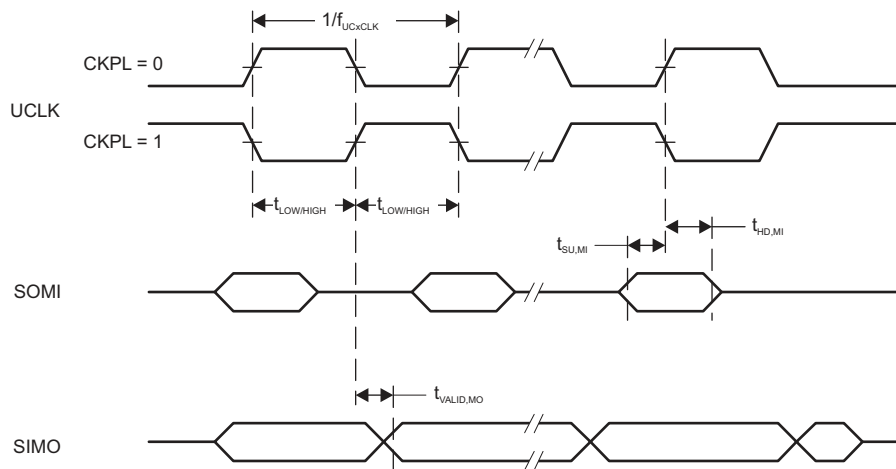 1/fUCxCLK
CKPL = 0
UCLK
CKPL = 1
tLOW/HIGH tLOW/HIGH
tSU,MI tHD,MI
SOMI
tVALID,MO
SIMO